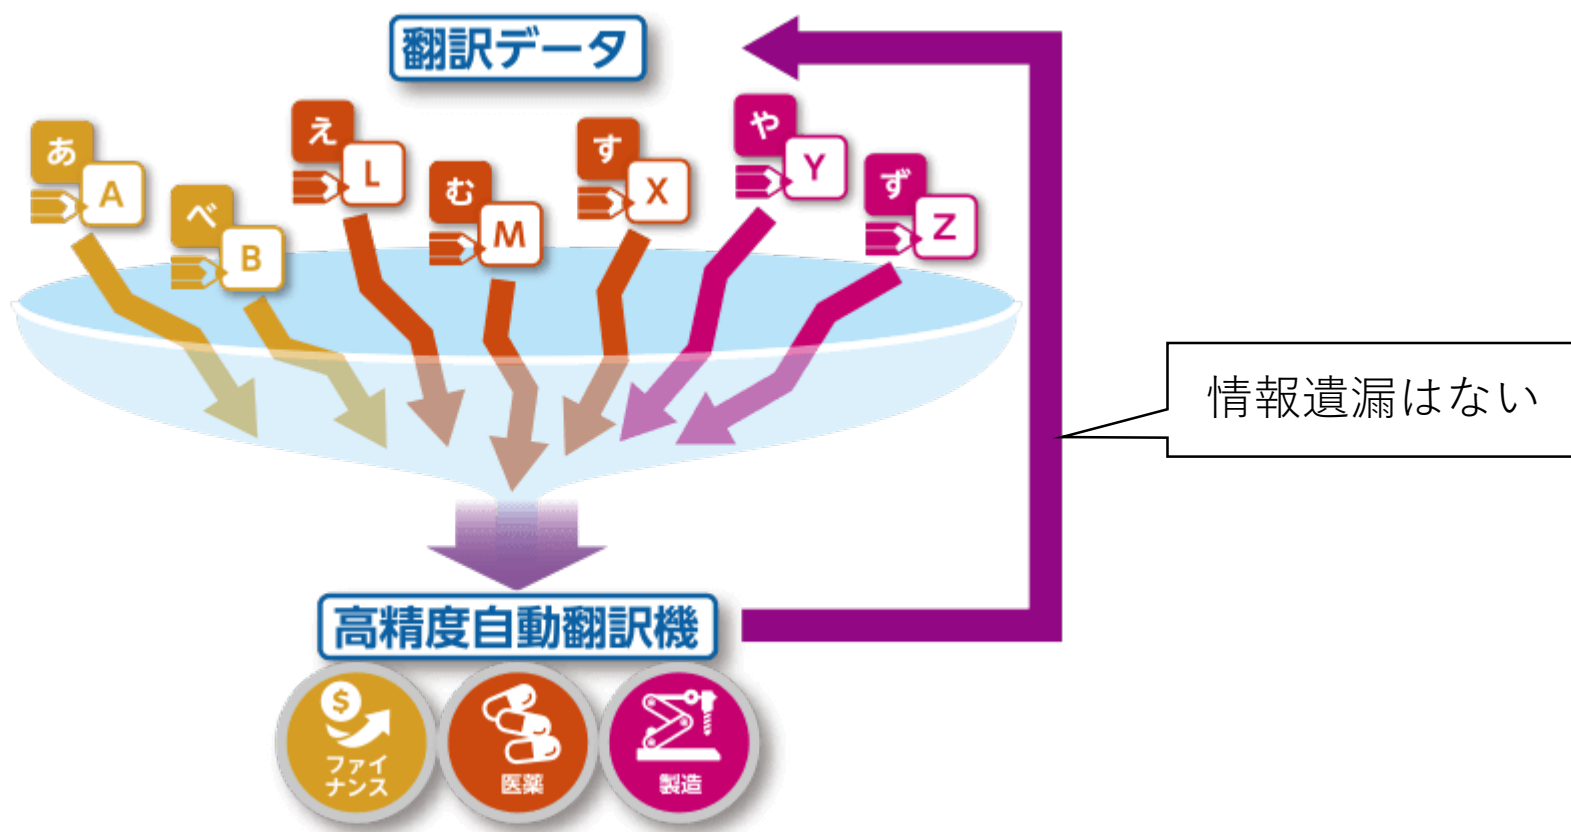 翻訳データ
あ
A
べ
B
え
L
む
M
す
X
や
Y
ず
Z
情報遺漏はない
高精度自動翻訳機
$
ファイ
ナンス
医薬
製造